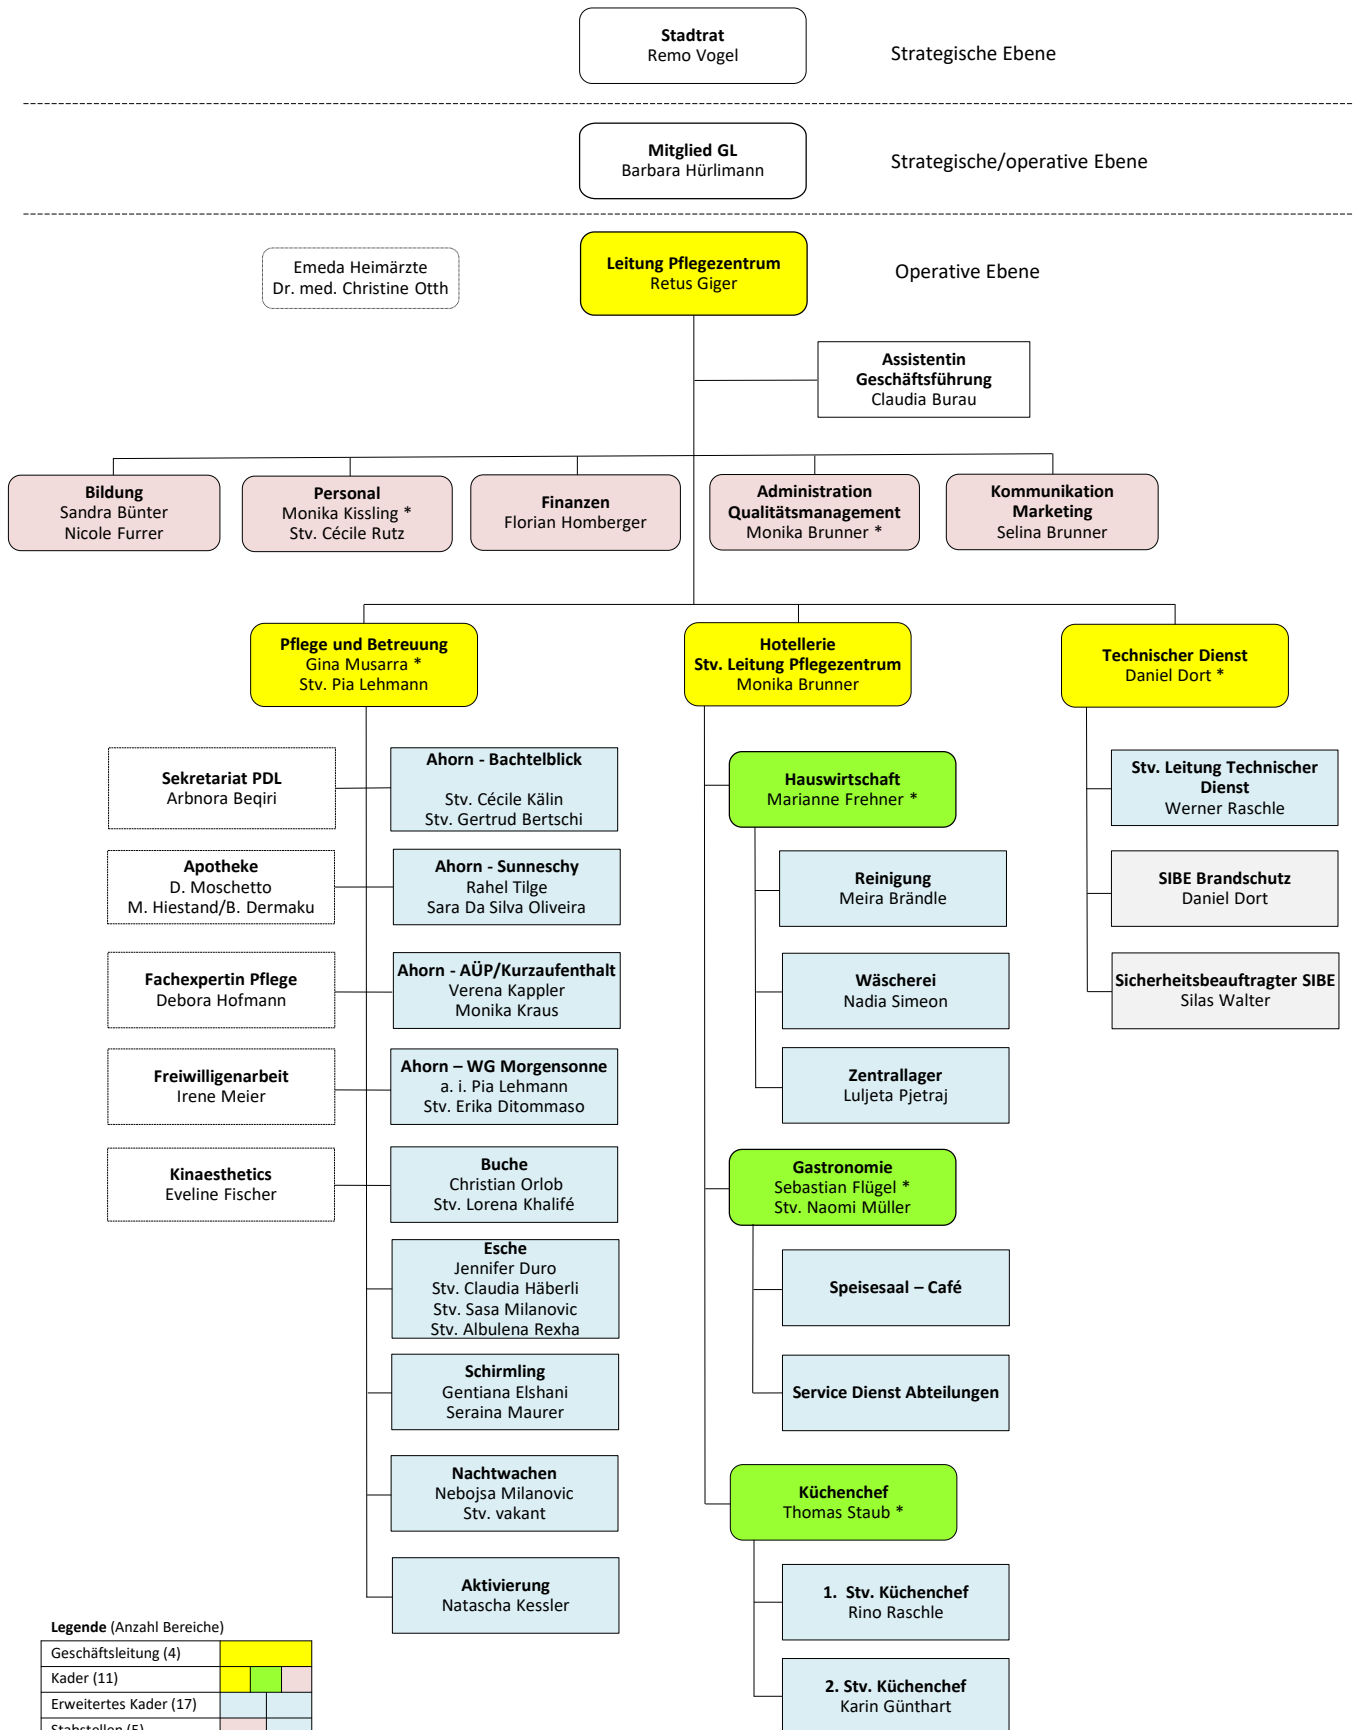 Stadtrat
Remo Vogel
Strategische Ebene
Mitglied GL
Barbara Hürlimann
Strategische/operative Ebene
Emeda Heimärzte
Dr. med. Christine Otth
Leitung Pflegezentrum
Retus Giger
Operative Ebene
Assistentin
Geschäftsführung
Claudia Burau
Bildung
Sandra Bünter
Nicole Furrer
Personal
Monika Kissling *
Stv. Cécile Rutz
Finanzen
Florian Homberger
Administration
Qualitätsmanagement
Monika Brunner *
Kommunikation
Marketing
Selina Brunner
Pflege und Betreuung
Gina Musarra *
Stv. Pia Lehmann
Hotellerie
Stv. Leitung Pflegezentrum
Monika Brunner
Technischer Dienst
Daniel Dort *
Sekretariat PDL
Arbnora Beqiri
Apotheke
D. Moschetto
M. Hiestand/B. Dermaku
Fachexpertin Pflege
Debora Hofmann
Freiwilligenarbeit
Irene Meier
Kinaesthetics
Eveline Fischer
Ahorn - Bachtelblick
Stv. Cécile Kälin
Stv. Gertrud Bertschi
Ahorn - Sunneschy
Rahel Tilge
Sara Da Silva Oliveira
Ahorn - AÜP/Kurzaufenthalt
Verena Kappler
Monika Kraus
Ahorn – WG Morgensonne
a. i. Pia Lehmann
Stv. Erika Ditommaso
Buche
Christian Orlob
Stv. Lorena Khalifé
Esche
Jennifer Duro
Stv. Claudia Häberli
Stv. Sasa Milanovic
Stv. Albulena Rexha
Schirmling
Gentiana Elshani
Seraina Maurer
Nachtwachen
Nebojsa Milanovic
Stv. vakant
Aktivierung
Natascha Kessler
Hauswirtschaft
Marianne Frehner *
Reinigung
Meira Brändle
Wäscherei
Nadia Simeon
Zentrallager
Luljeta Pjetraj
Gastronomie
Sebastian Flügel *
Stv. Naomi Müller
Speisesaal – Café
Service Dienst Abteilungen
Küchenchef
Thomas Staub *
1. Stv. Küchenchef
Rino Raschle
2. Stv. Küchenchef
Karin Günthart
Stv. Leitung Technischer
Dienst
Werner Raschle
SIBE Brandschutz
Daniel Dort
Sicherheitsbeauftragter SIBE
Silas Walter
Legende (Anzahl Bereiche)
Geschäftsleitung (4)
Kader (11)
Erweitertes Kader (17)
Stabstellen (5)